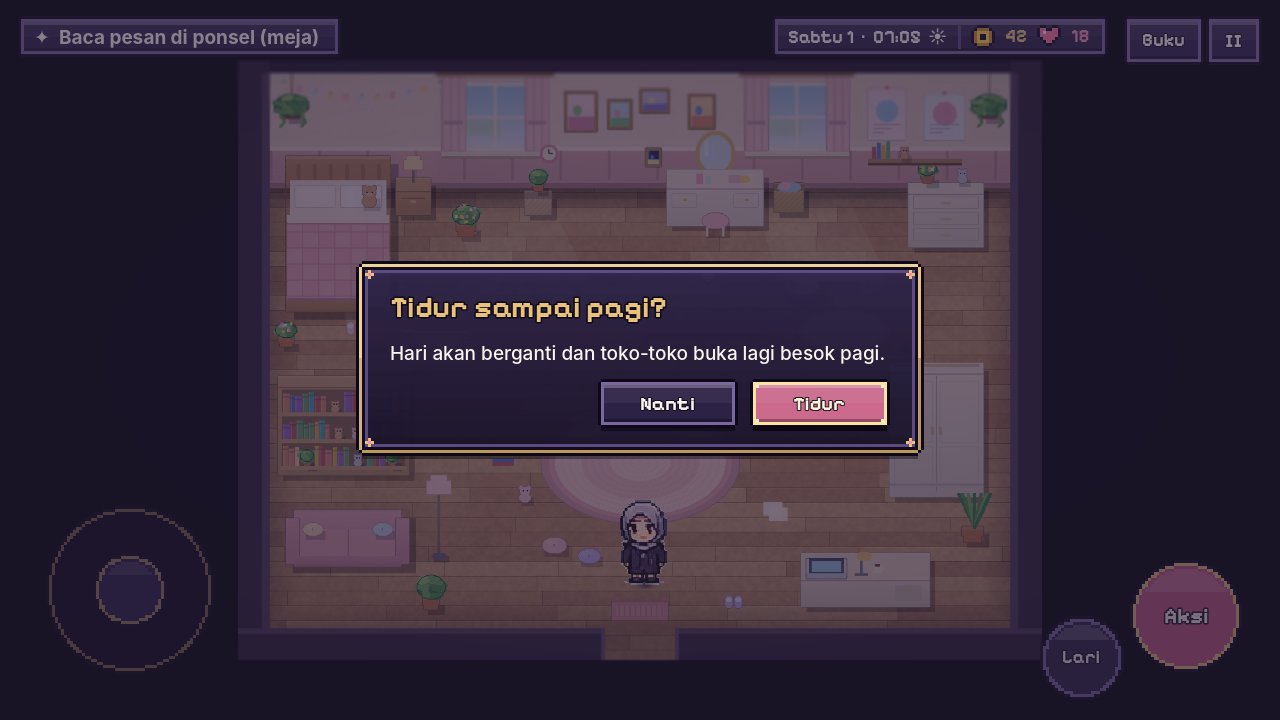 ✦ Baca pesan di ponsel (meja)
Sabtu 1 · 07:08 ☀ 42 18
Buku
II
Tidur sampai pagi?
Hari akan berganti dan toko-toko buka lagi besok pagi.
Nanti
Tidur
Aksi
Lari